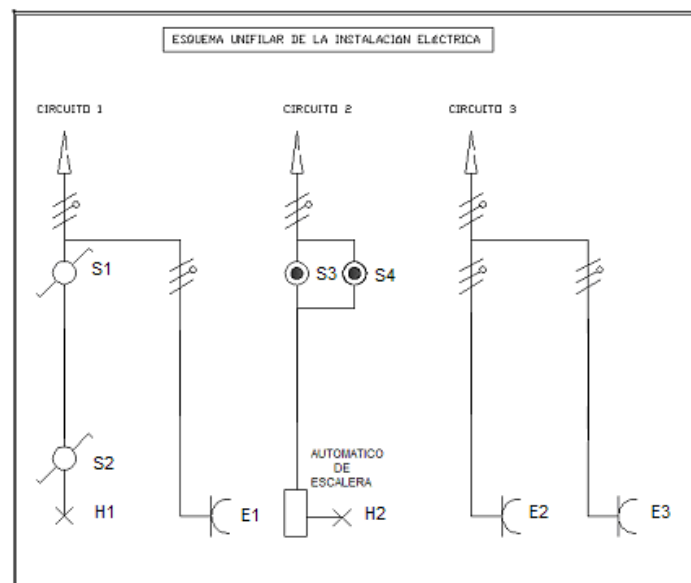 ESQUEMA UNIFILAR DE LA INSTALACIóN ELéCTRICA
CIRCUITO 1
CIRCUITO 2
CIRCUITO 3
S1
S3
S4
S2
AUTOMATICO
DE
ESCALERA
H1
E1
H2
E2
E3